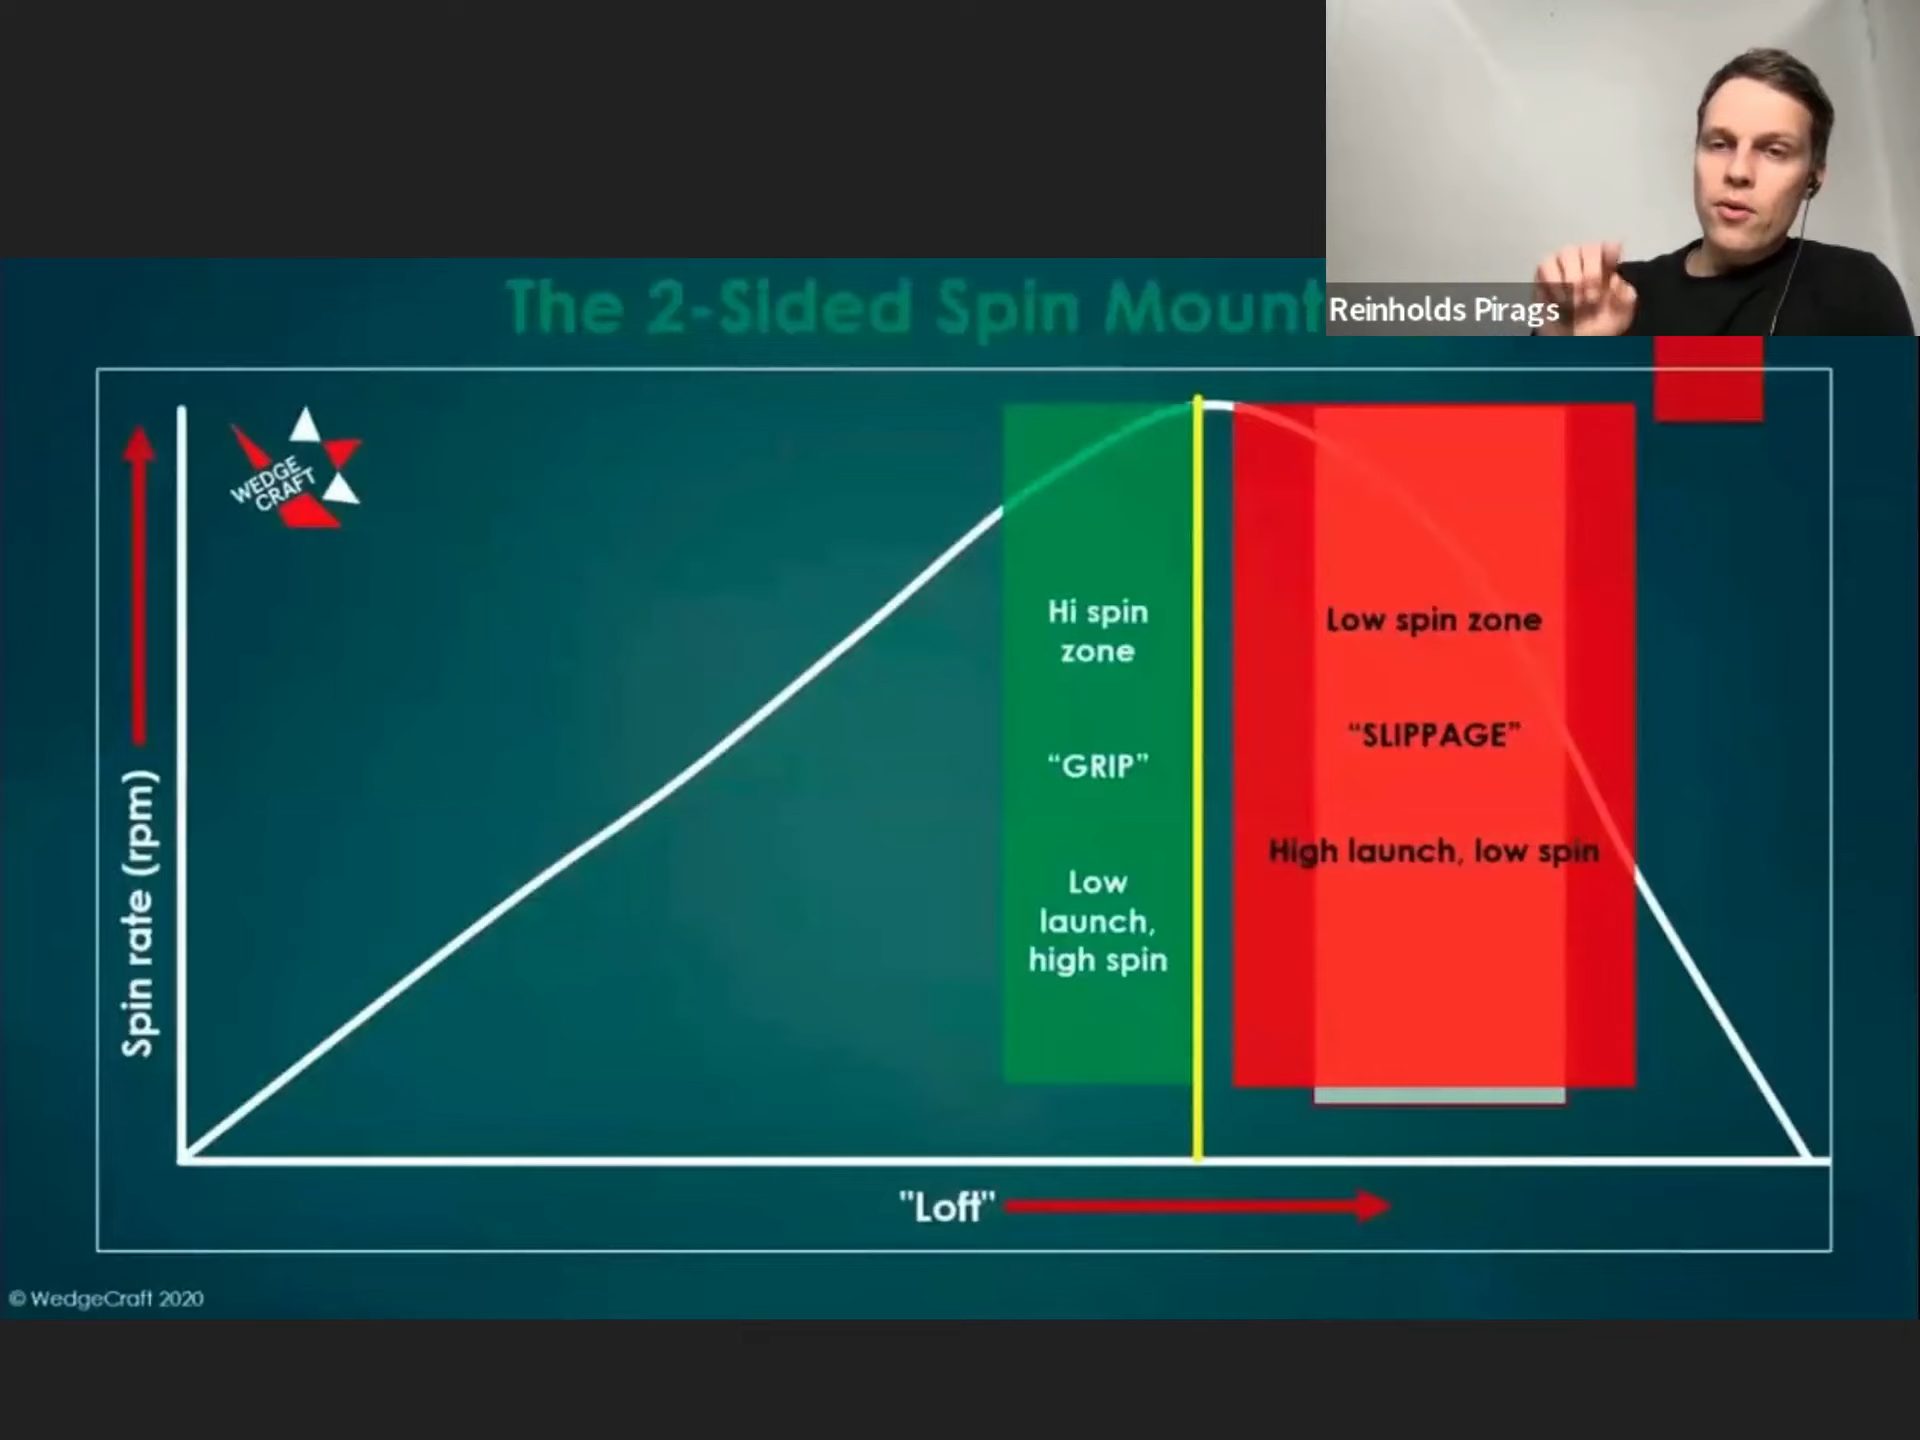 The 2-Sided Spin Mount
Reinholds Pirags
WEDGE
CRAFT
Spin rate (rpm)
Hi spin
zone
“GRIP”
Low
launch,
high spin
Low spin zone
“SLIPPAGE”
High launch, low spin
"Loft"
© WedgeCraft 2020